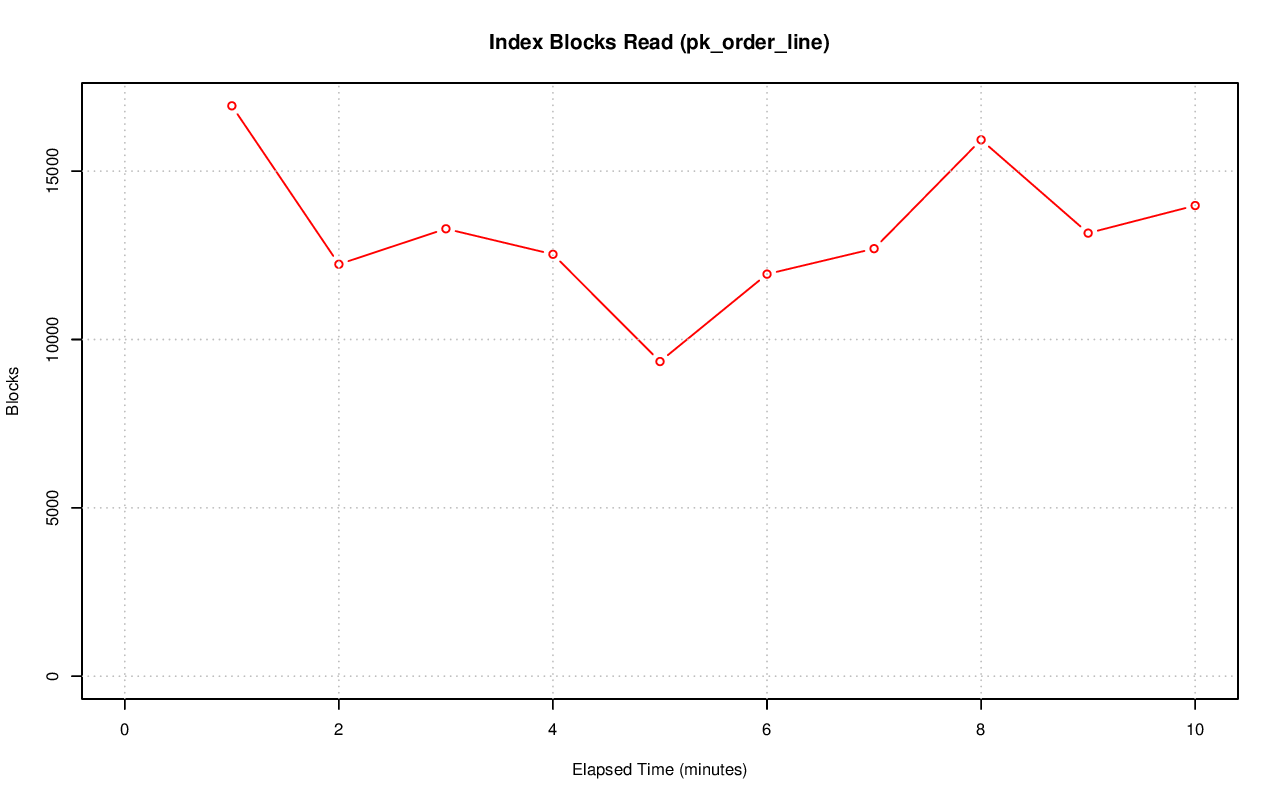 Index Blocks Read (pk_order_line)
15000
10000
5000
0
Blocks
0 2 4 6 8 10
Elapsed Time (minutes)